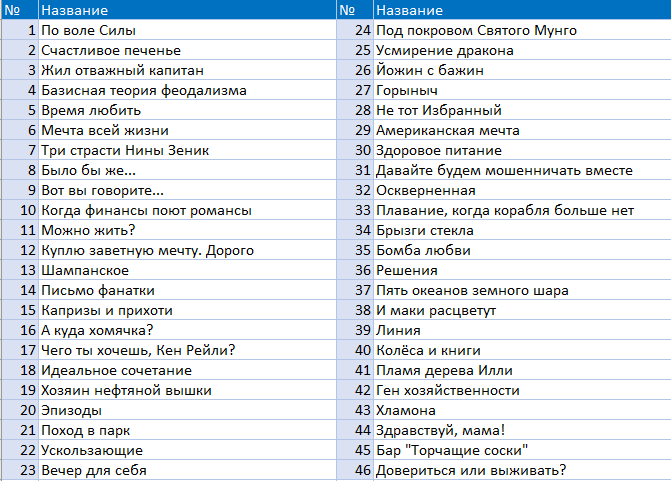 № Название
1 По воле Силы
2 Счастливое печенье
3 Жил отважный капитан
4 Базисная теория феодализма
5 Время любить
6 Мечта всей жизни
7 Три страсти Нины Зеник
8 Было бы же...
9 Вот вы говорите...
10 Когда финансы поют романсы
11 Можно жить?
12 Куплю заветную мечту. Дорого
13 Шампанское
14 Письмо фанатки
15 Капризы и прихоти
16 А куда хомячка?
17 Чего ты хочешь, Кен Рейли?
18 Идеальное сочетание
19 Хозяин нефтяной вышки
20 Эпизоды
21 Поход в парк
22 Ускользающие
23 Вечер для себя
№ Название
24 Под покровом Святого Мунго
25 Усмирение дракона
26 Йожин с бажин
27 Горыныч
28 Не тот Избранный
29 Американская мечта
30 Здоровое питание
31 Давайте будем мошенничать вместе
32 Оскверненная
33 Плавание, когда корабля больше нет
34 Брызги стекла
35 Бомба любви
36 Решения
37 Пять океанов земного шара
38 И маки расцветут
39 Линия
40 Колёса и книги
41 Пламя дерева Илли
42 Ген хозяйственности
43 Хламона
44 Здравствуй, мама!
45 Бар "Торчащие соски"
46 Довериться или выживать?